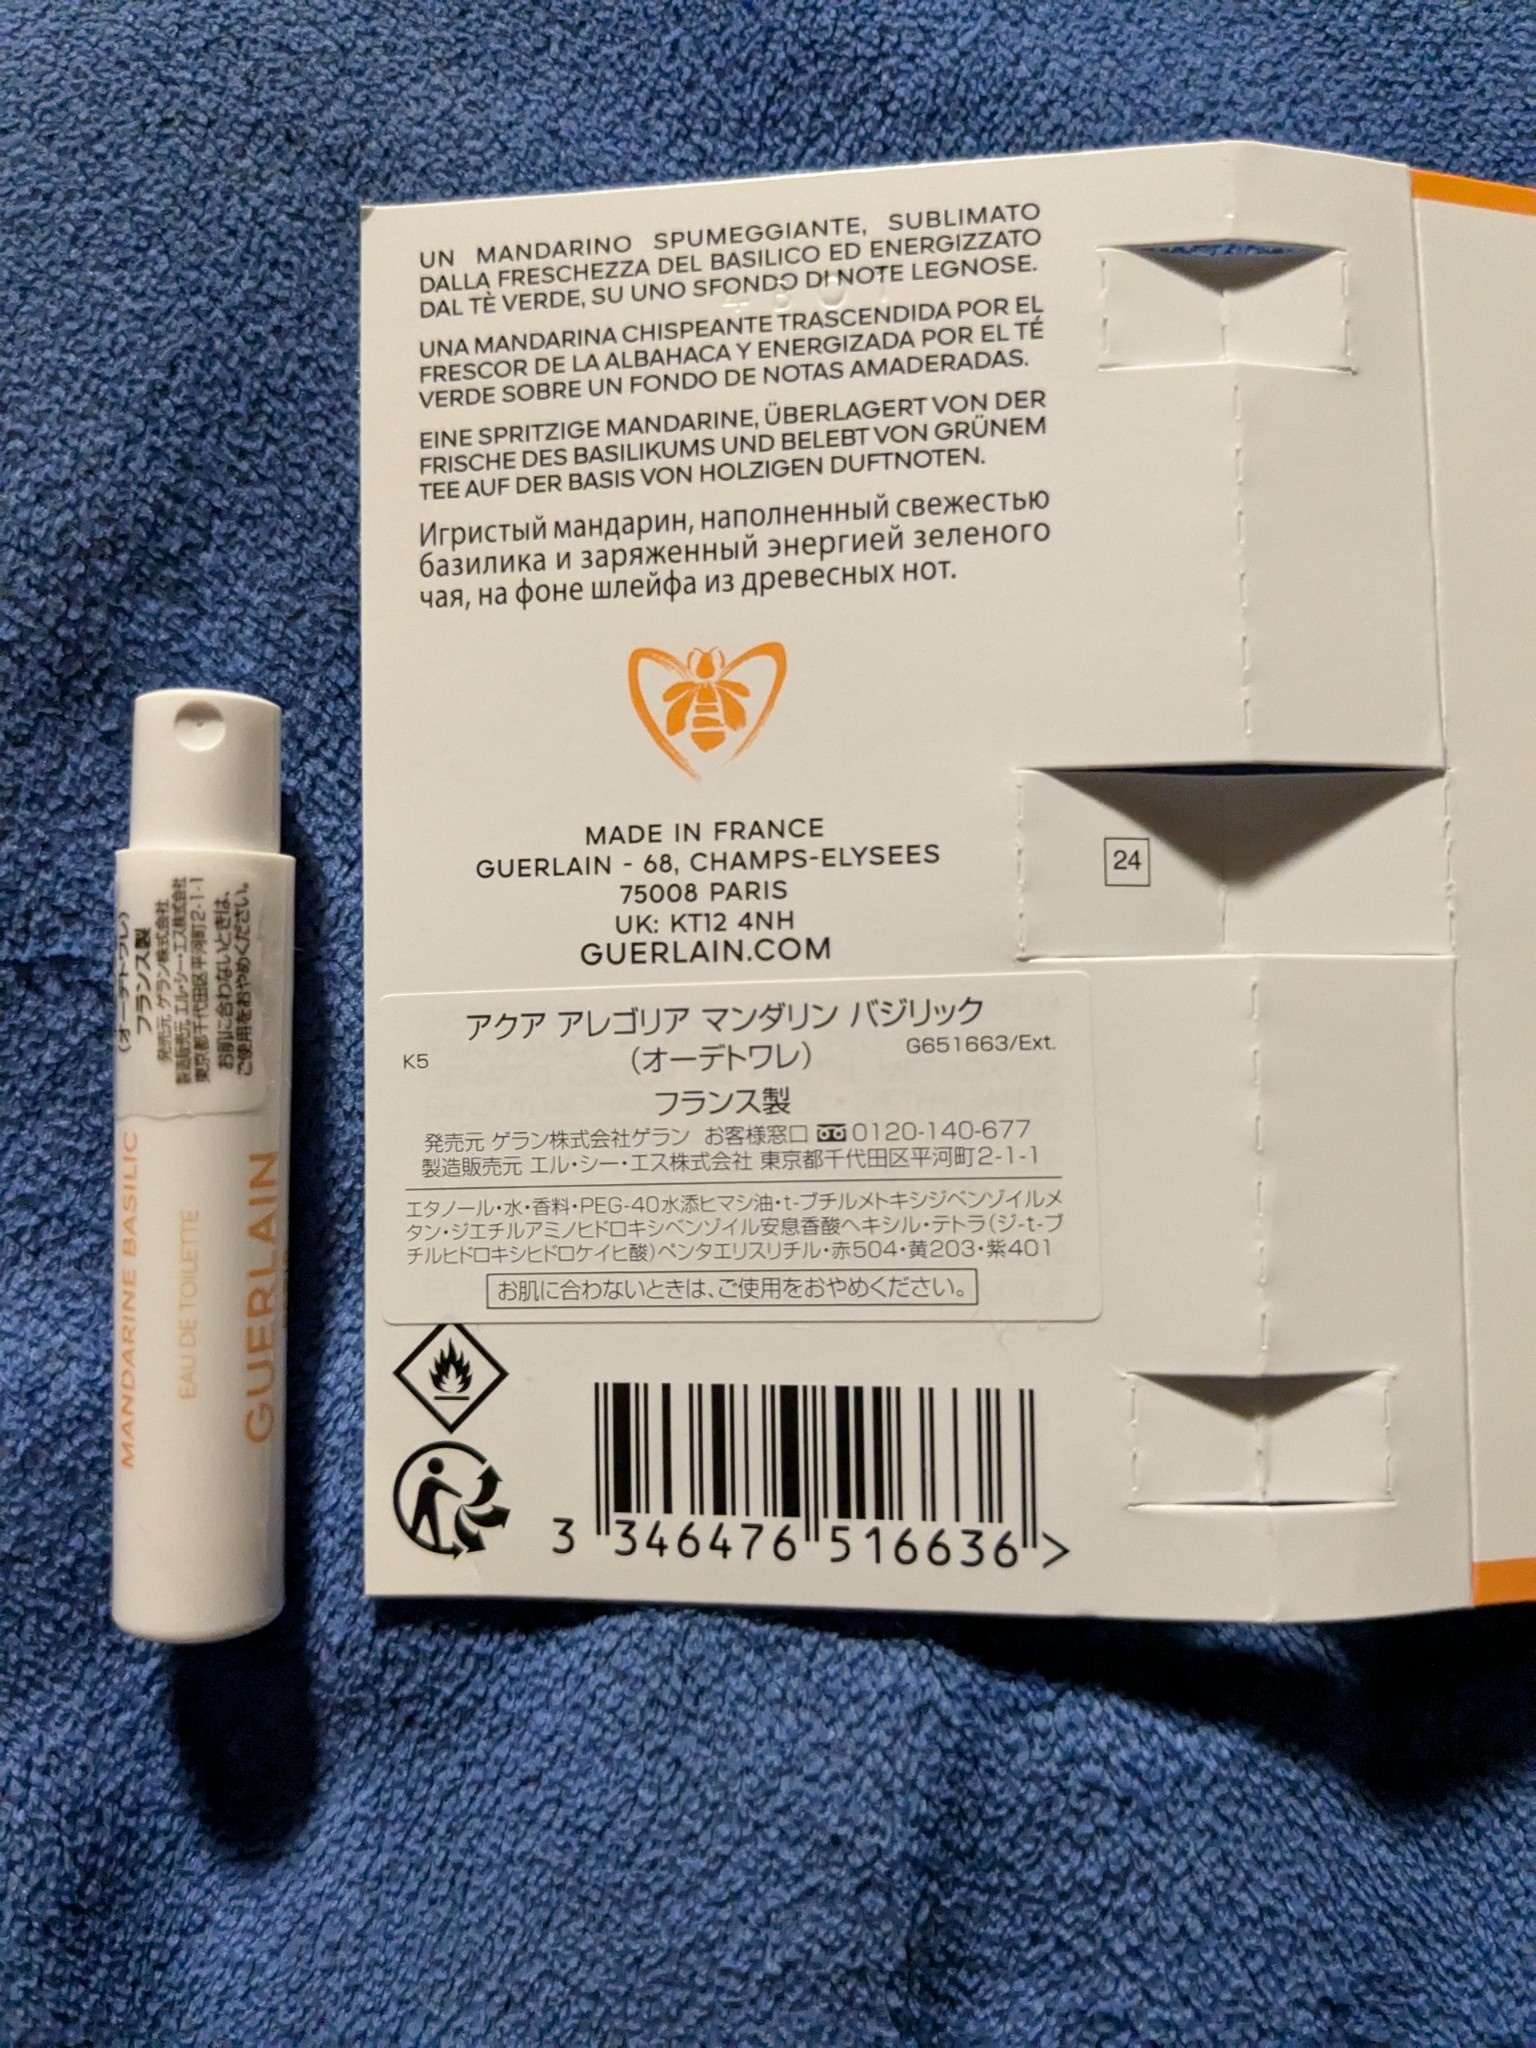 UN MANDARINO SPUMEGGIANTE, SUBLIMATO
DALLA FRESCHEZZA DEL BASILICO ED ENERGIZZATO
DAL TÈ VERDE, SU UNO SFONDO DI NOTE LEGNOSE.
UNA MANDARINA CHISPEANTE TRASCENDIDA POR EL
FRESCOR DE LA ALBAHACA Y ENERGIZADA POR EL TÉ
VERDE SOBRE UN FONDO DE NOTAS AMADERADAS.
EINE SPRITZIGE MANDARINE, ÜBERLAGERT VON DER
FRISCHE DES BASILIKUMS UND BELEBT VON GRÜNEM
TEE AUF DER BASIS VON HOLZIGEN DUFTNOTEN.
Игристый мандарин, наполненный свежестью
базилика и заряженный энергией зеленого
чая, на фоне шлейфа из древесных нот.
MADE IN FRANCE
GUERLAIN - 68, CHAMPS-ELYSEES
75008 PARIS
UK: KT12 4NH
GUERLAIN.COM
24
アクア アレゴリア マンダリン バジリック
K5 (オーデトワレ) G651663/Ext.
フランス製
発売元 ゲラン株式会社ゲラン お客様窓口 0120-140-677
製造販売元 エル・シー・エス株式会社 東京都千代田区平河町2-1-1
エタノール・水・香料・PEG-40水添ヒマシ油・t-ブチルメトキシジベンゾイルメ
タン・ジエチルアミノヒドロキシベンゾイル安息香酸ヘキシル・テトラ(ジ-t-ブ
チルヒドロキシヒドロケイヒ酸)ペンタエリスリチル・赤504・黄203・紫401
お肌に合わないときは、ご使用をおやめください。
3 346476 516636 >
(オーデトワレ)
フランス製
発売元 ゲラン株式会社
製造販売元 エル・シー・エス株式会社
東京都千代田区平河町2-1-1
お肌に合わないときは、
ご使用をおやめください。
MANDARINE BASILIC
EAU DE TOILETTE
GUERLAIN